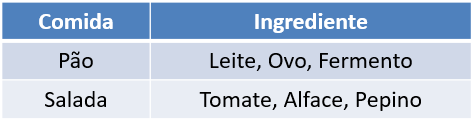 Comida Ingrediente
Pão Leite, Ovo, Fermento
Salada Tomate, Alface, Pepino